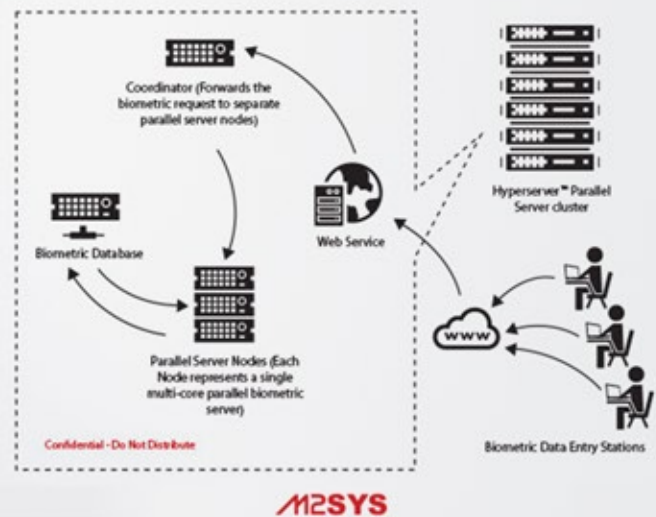 Coordinator (Forwards the
biometric request to separate
parallel server nodes)
Hyperserver™ Parallel
Server cluster
Web Service
Biometric Database
www
Parallel Server Nodes (Each
Node represents a single
multi-core parallel biometric
server)
Confidential - Do Not Distribute
Biometric Data Entry Stations
M2SYS